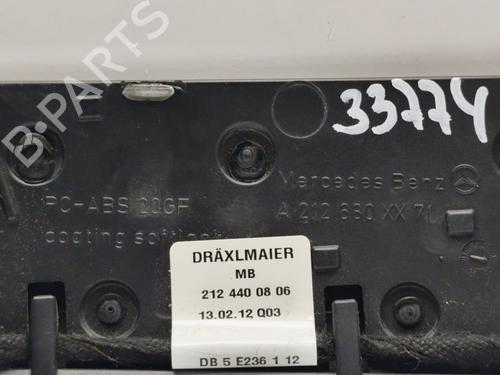 33774
B-PARTS
Mercedes Benz
PC-ABS 20GF
A 212 680 XX 71
coating softlack
DRÄXLMAIER
MB
212 440 08 06
13.02.12 Q03
DB 5 E236 1 12